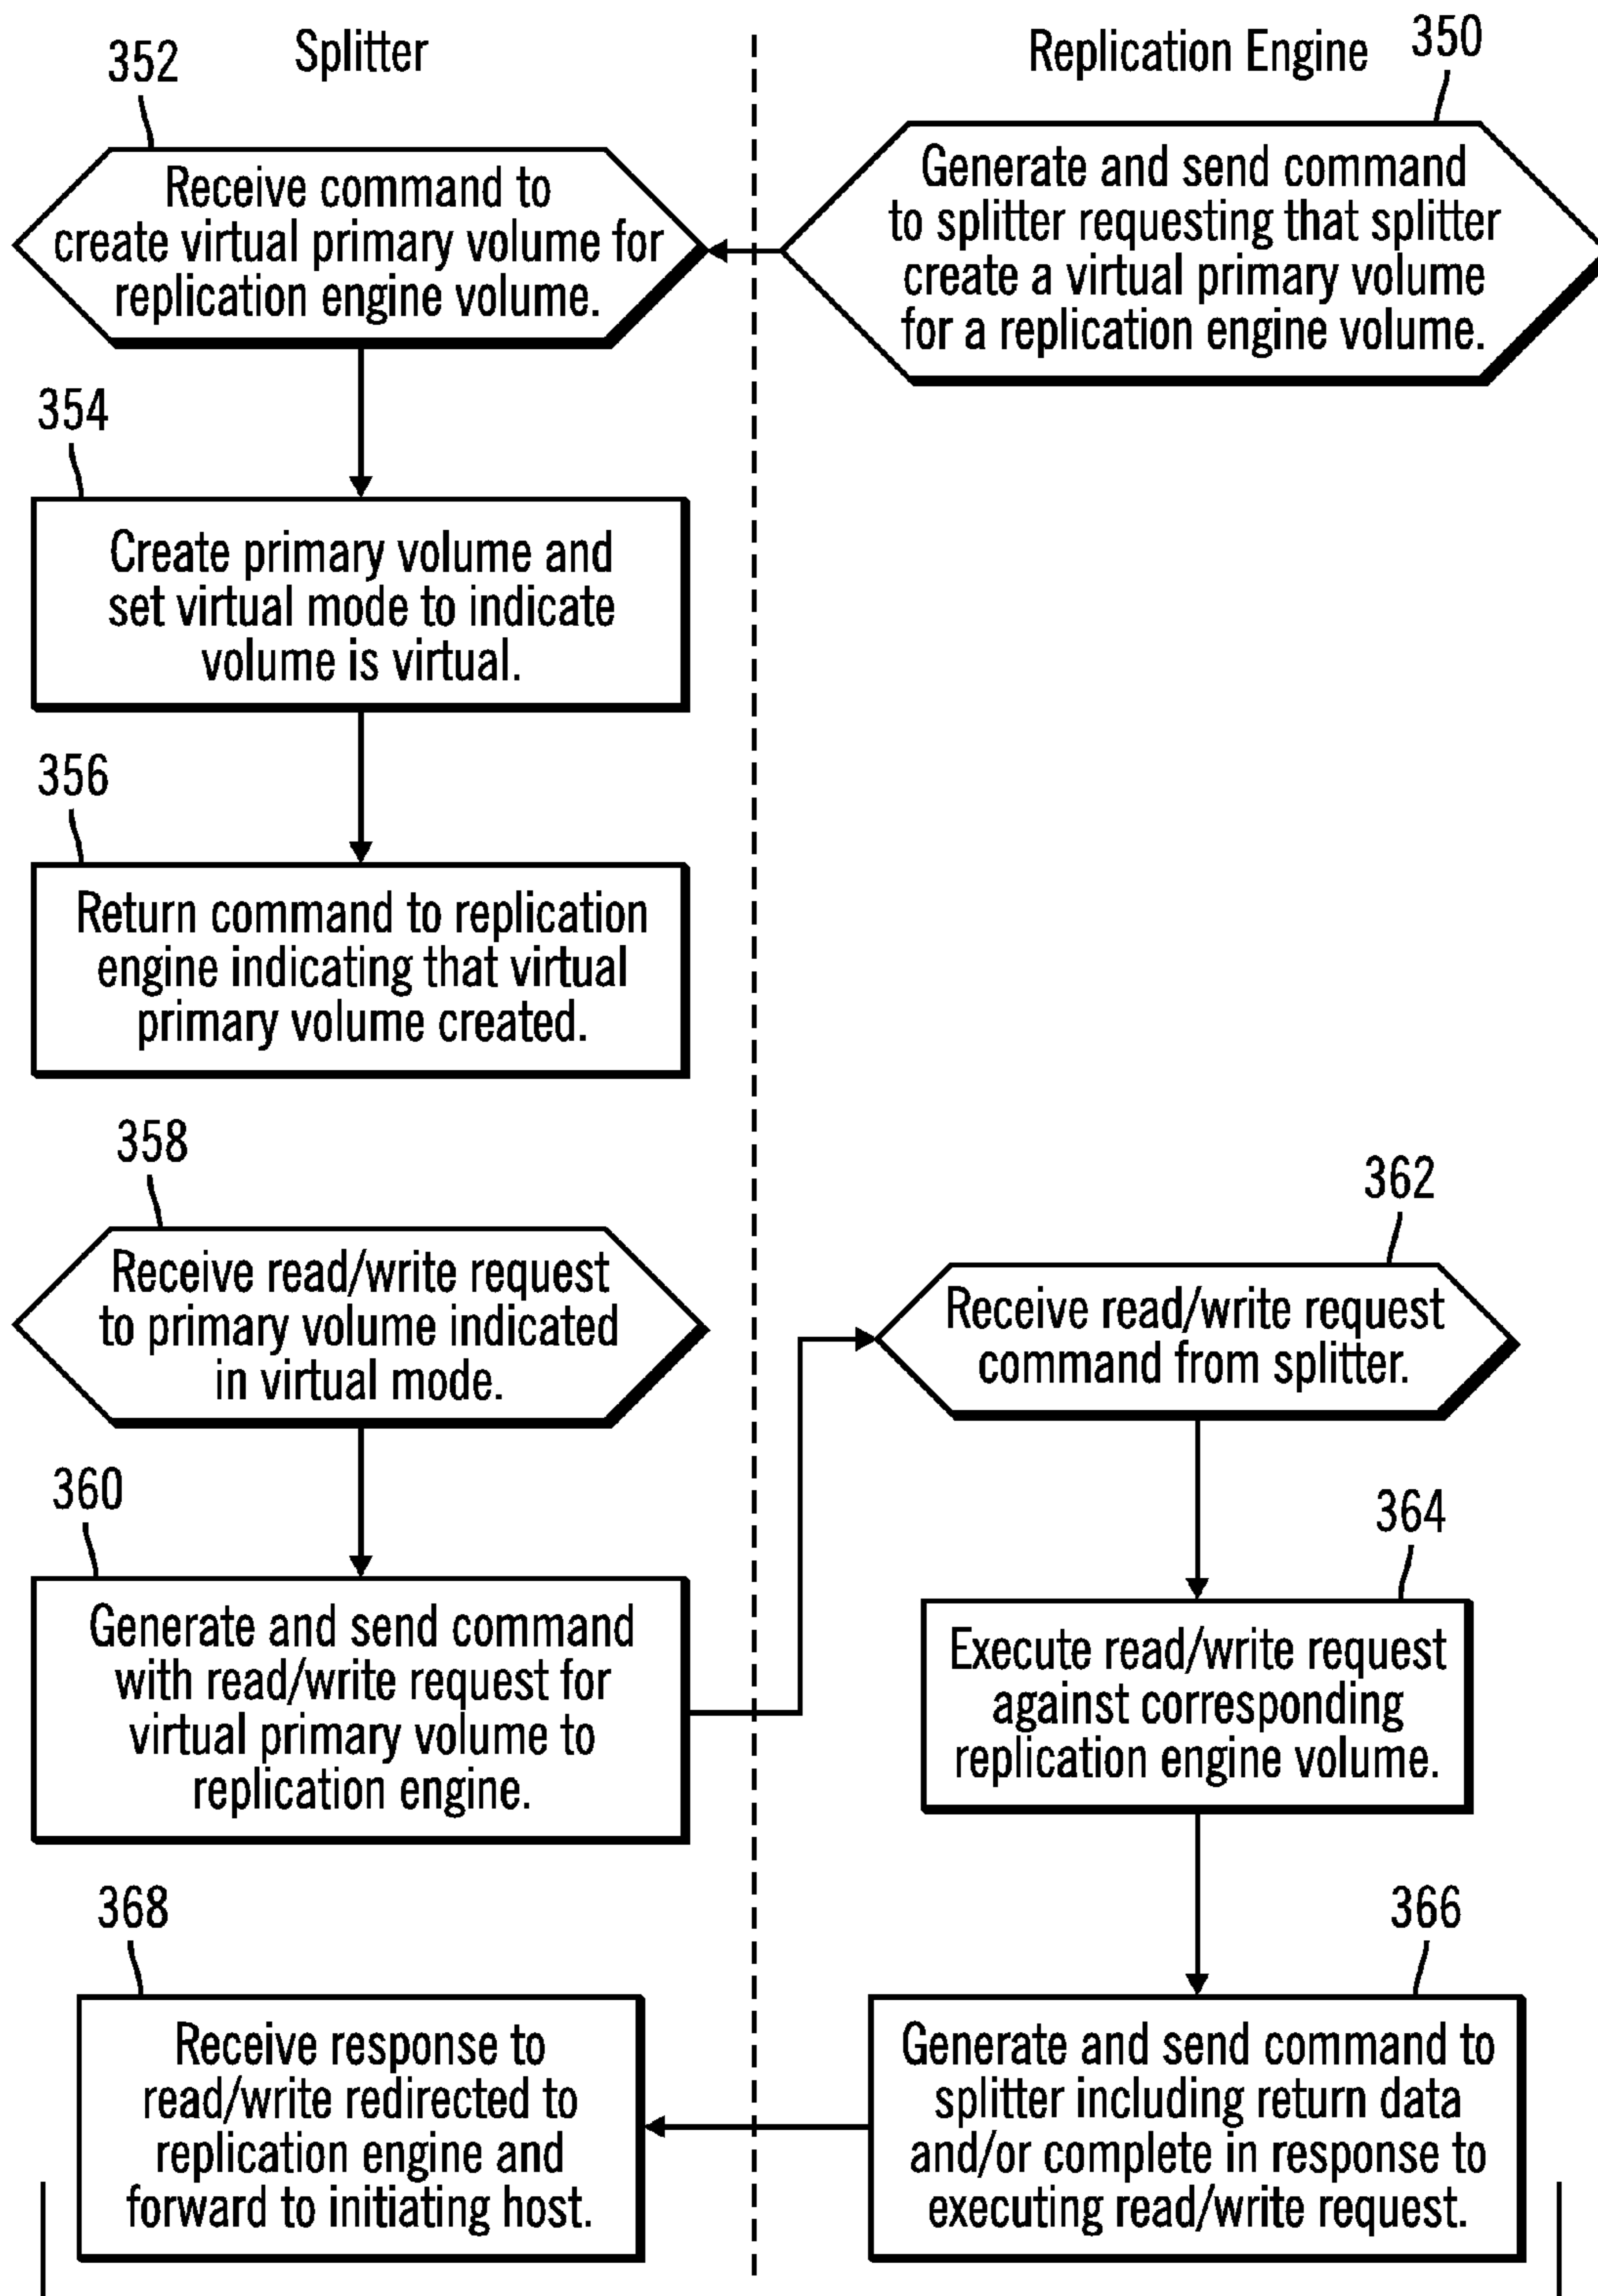 Splitter
Replication Engine
350
352
Generate and send command
to splitter requesting that splitter
create a virtual primary volume
for a replication engine volume.
Receive command to
create virtual primary volume for
replication engine volume.
354
Create primary volume and
set virtual mode to indicate
volume is virtual.
356
Return command to replication
engine indicating that virtual
primary volume created.
358
Receive read/write request
to primary volume indicated
in virtual mode.
360
Generate and send command
with read/write request for
virtual primary volume to
replication engine.
362
Receive read/write request
command from splitter.
364
Execute read/write request
against corresponding
replication engine volume.
366
Generate and send command to
splitter including return data
and/or complete in response to
executing read/write request.
368
Receive response to
read/write redirected to
replication engine and
forward to initiating host.